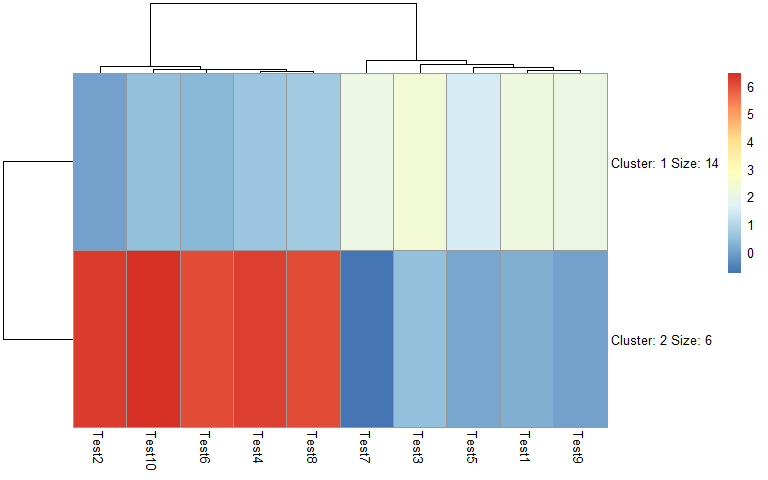 6
5
4
3
2
1
0
Cluster: 1 Size: 14
Cluster: 2 Size: 6
Test2
Test10
Test6
Test4
Test8
Test7
Test3
Test5
Test1
Test9